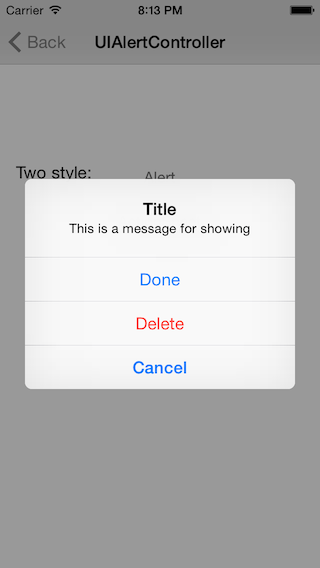 Carrier 8:13 PM
Back UIAlertController
Two style: Alert
Title
This is a message for showing
Done
Delete
Cancel